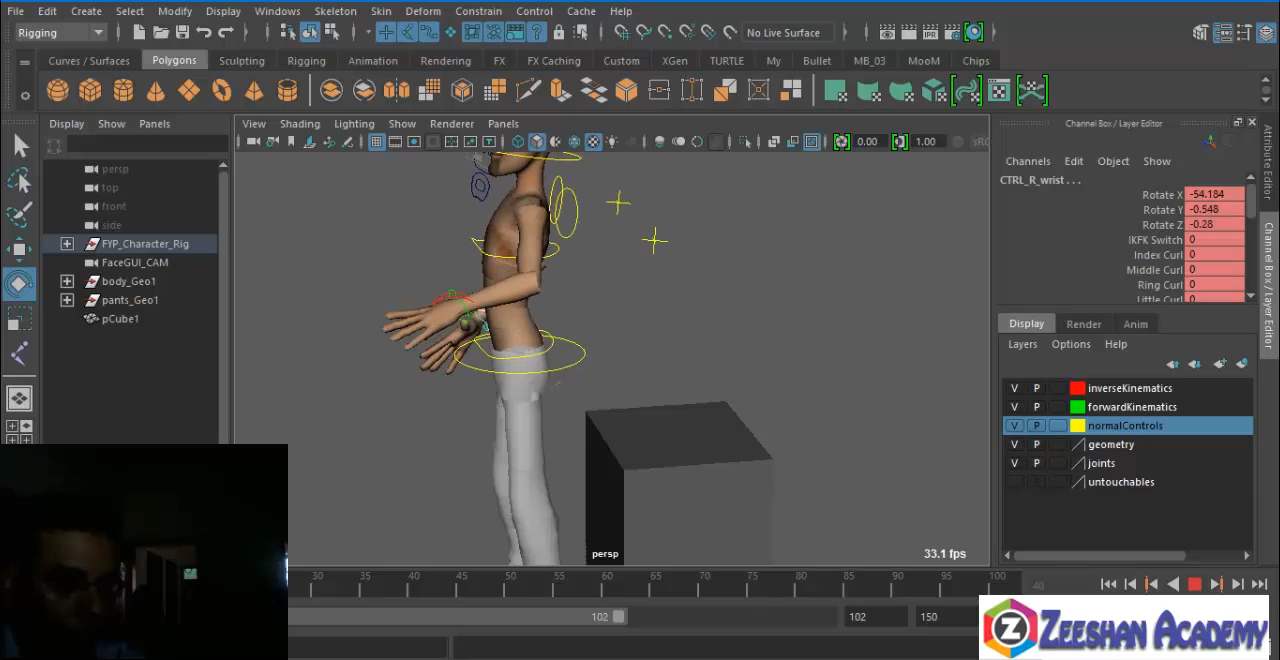 File Edit Create Select Modify Display Windows Skeleton Skin Deform Constrain Control Cache Help
Rigging No Live Surface
Curves / Surfaces Polygons Sculpting Rigging Animation Rendering FX FX Caching Custom XGen TURTLE My Bullet MB_03 MooM Chips
IPR
Display Show Panels
View Shading Lighting Show Renderer Panels
0.00 1.00
Channel Box / Layer Editor
Channels Edit Object Show
CTRL_R_wrist . . .
Rotate X -54.184
Rotate Y -0.548
Rotate Z -0.28
IKFK Switch 0
Index Curl 0
Middle Curl 0
Ring Curl 0
Little Curl 0
Attribute Editor
Channel Box / Layer Editor
persp
top
front
side
FYP_Character_Rig
FaceGUI_CAM
body_Geo1
pants_Geo1
pCube1
Display Render Anim
Layers Options Help
V P inverseKinematics
V P forwardKinematics
V P normalControls
V P geometry
V P joints
untouchables
persp
33.1 fps
30 35 40 45 50 55 60 65 70 75 80 85 90 95 100
102 102 150
Z ZEESHAN ACADEMY